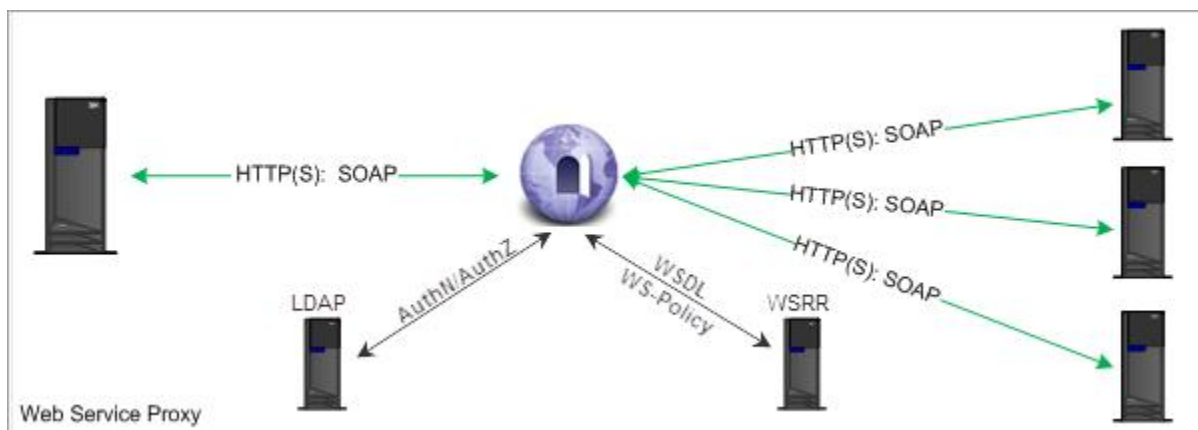 HTTP(S): SOAP
HTTP(S): SOAP
HTTP(S): SOAP
HTTP(S): SOAP
LDAP
AuthN/AuthZ
WSDL
WS-Policy
WSRR
Web Service Proxy